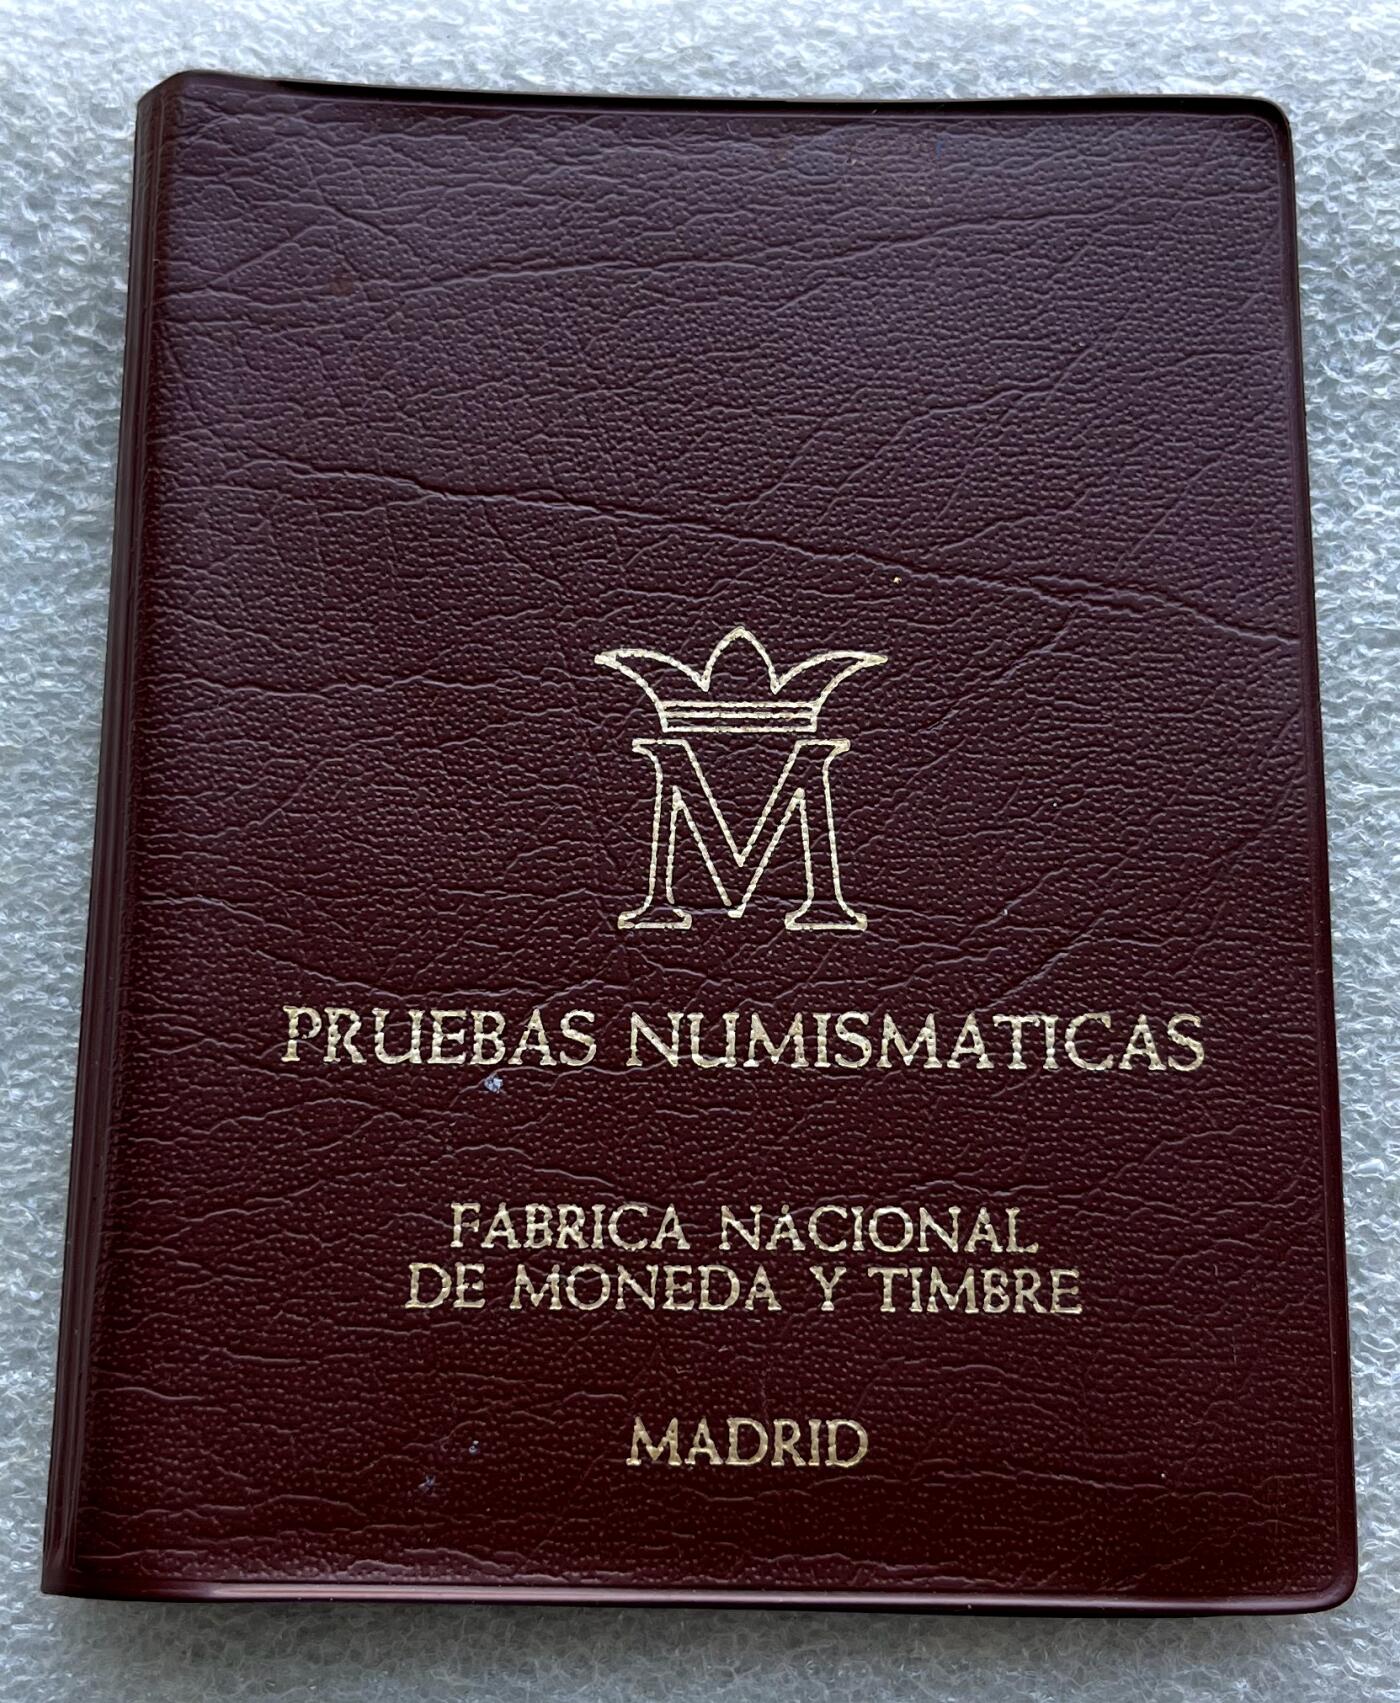 M
PRUEBAS NUMISMATICAS
FABRICA NACIONAL
DE MONEDA Y TIMBRE
MADRID